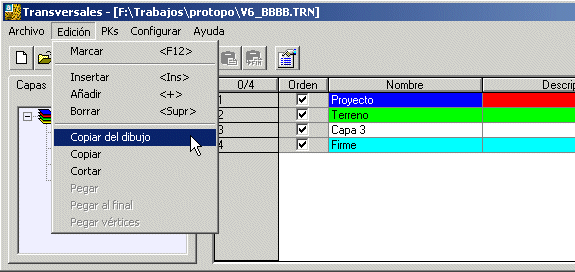 Transversales - [F:\Trabajos\protopo\V6_BBBB.TRN]
Archivo Edición PKs Configurar Ayuda
Marcar <F12>
Insertar <Ins>
Añadir <+>
Borrar <Supr>
Copiar del dibujo
Copiar
Cortar
Pegar
Pegar al final
Pegar vértices
Capas
0/4 Orden Nombre Descrip
1 Proyecto
2 Terreno
3 Capa 3
4 Firme